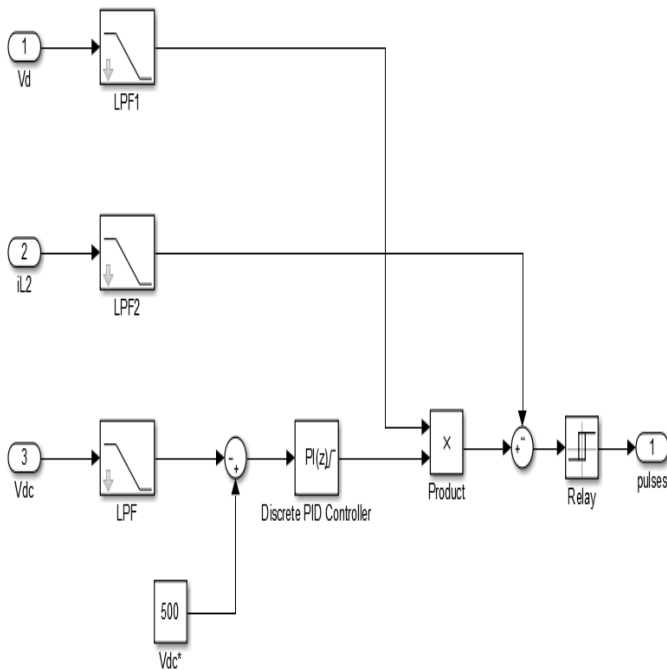 1
Vd
LPF1
2
iL2
LPF2
3
Vdc
LPF
-
+
PI(z)
Discrete PID Controller
×
Product
+
-
Relay
1
pulses
500
Vdc*